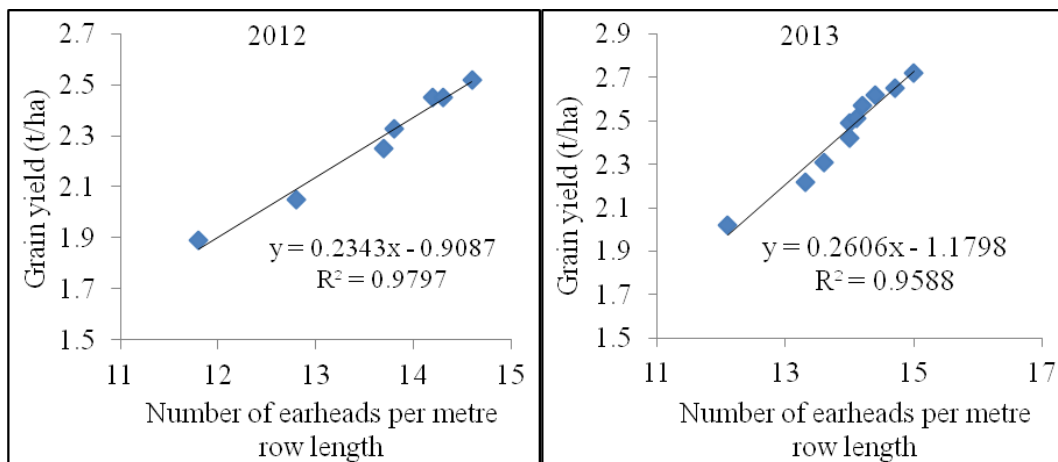 2012
Grain yield (t/ha)
2.7
2.5
2.3
2.1
1.9
1.7
1.5
y = 0.2343x - 0.9087
R² = 0.9797
11 12 13 14 15
Number of earheads per metre
row length
2013
Grain yield (t/ha)
2.9
2.7
2.5
2.3
2.1
1.9
1.7
1.5
y = 0.2606x - 1.1798
R² = 0.9588
11 13 15 17
Number of earheads per metre
row length